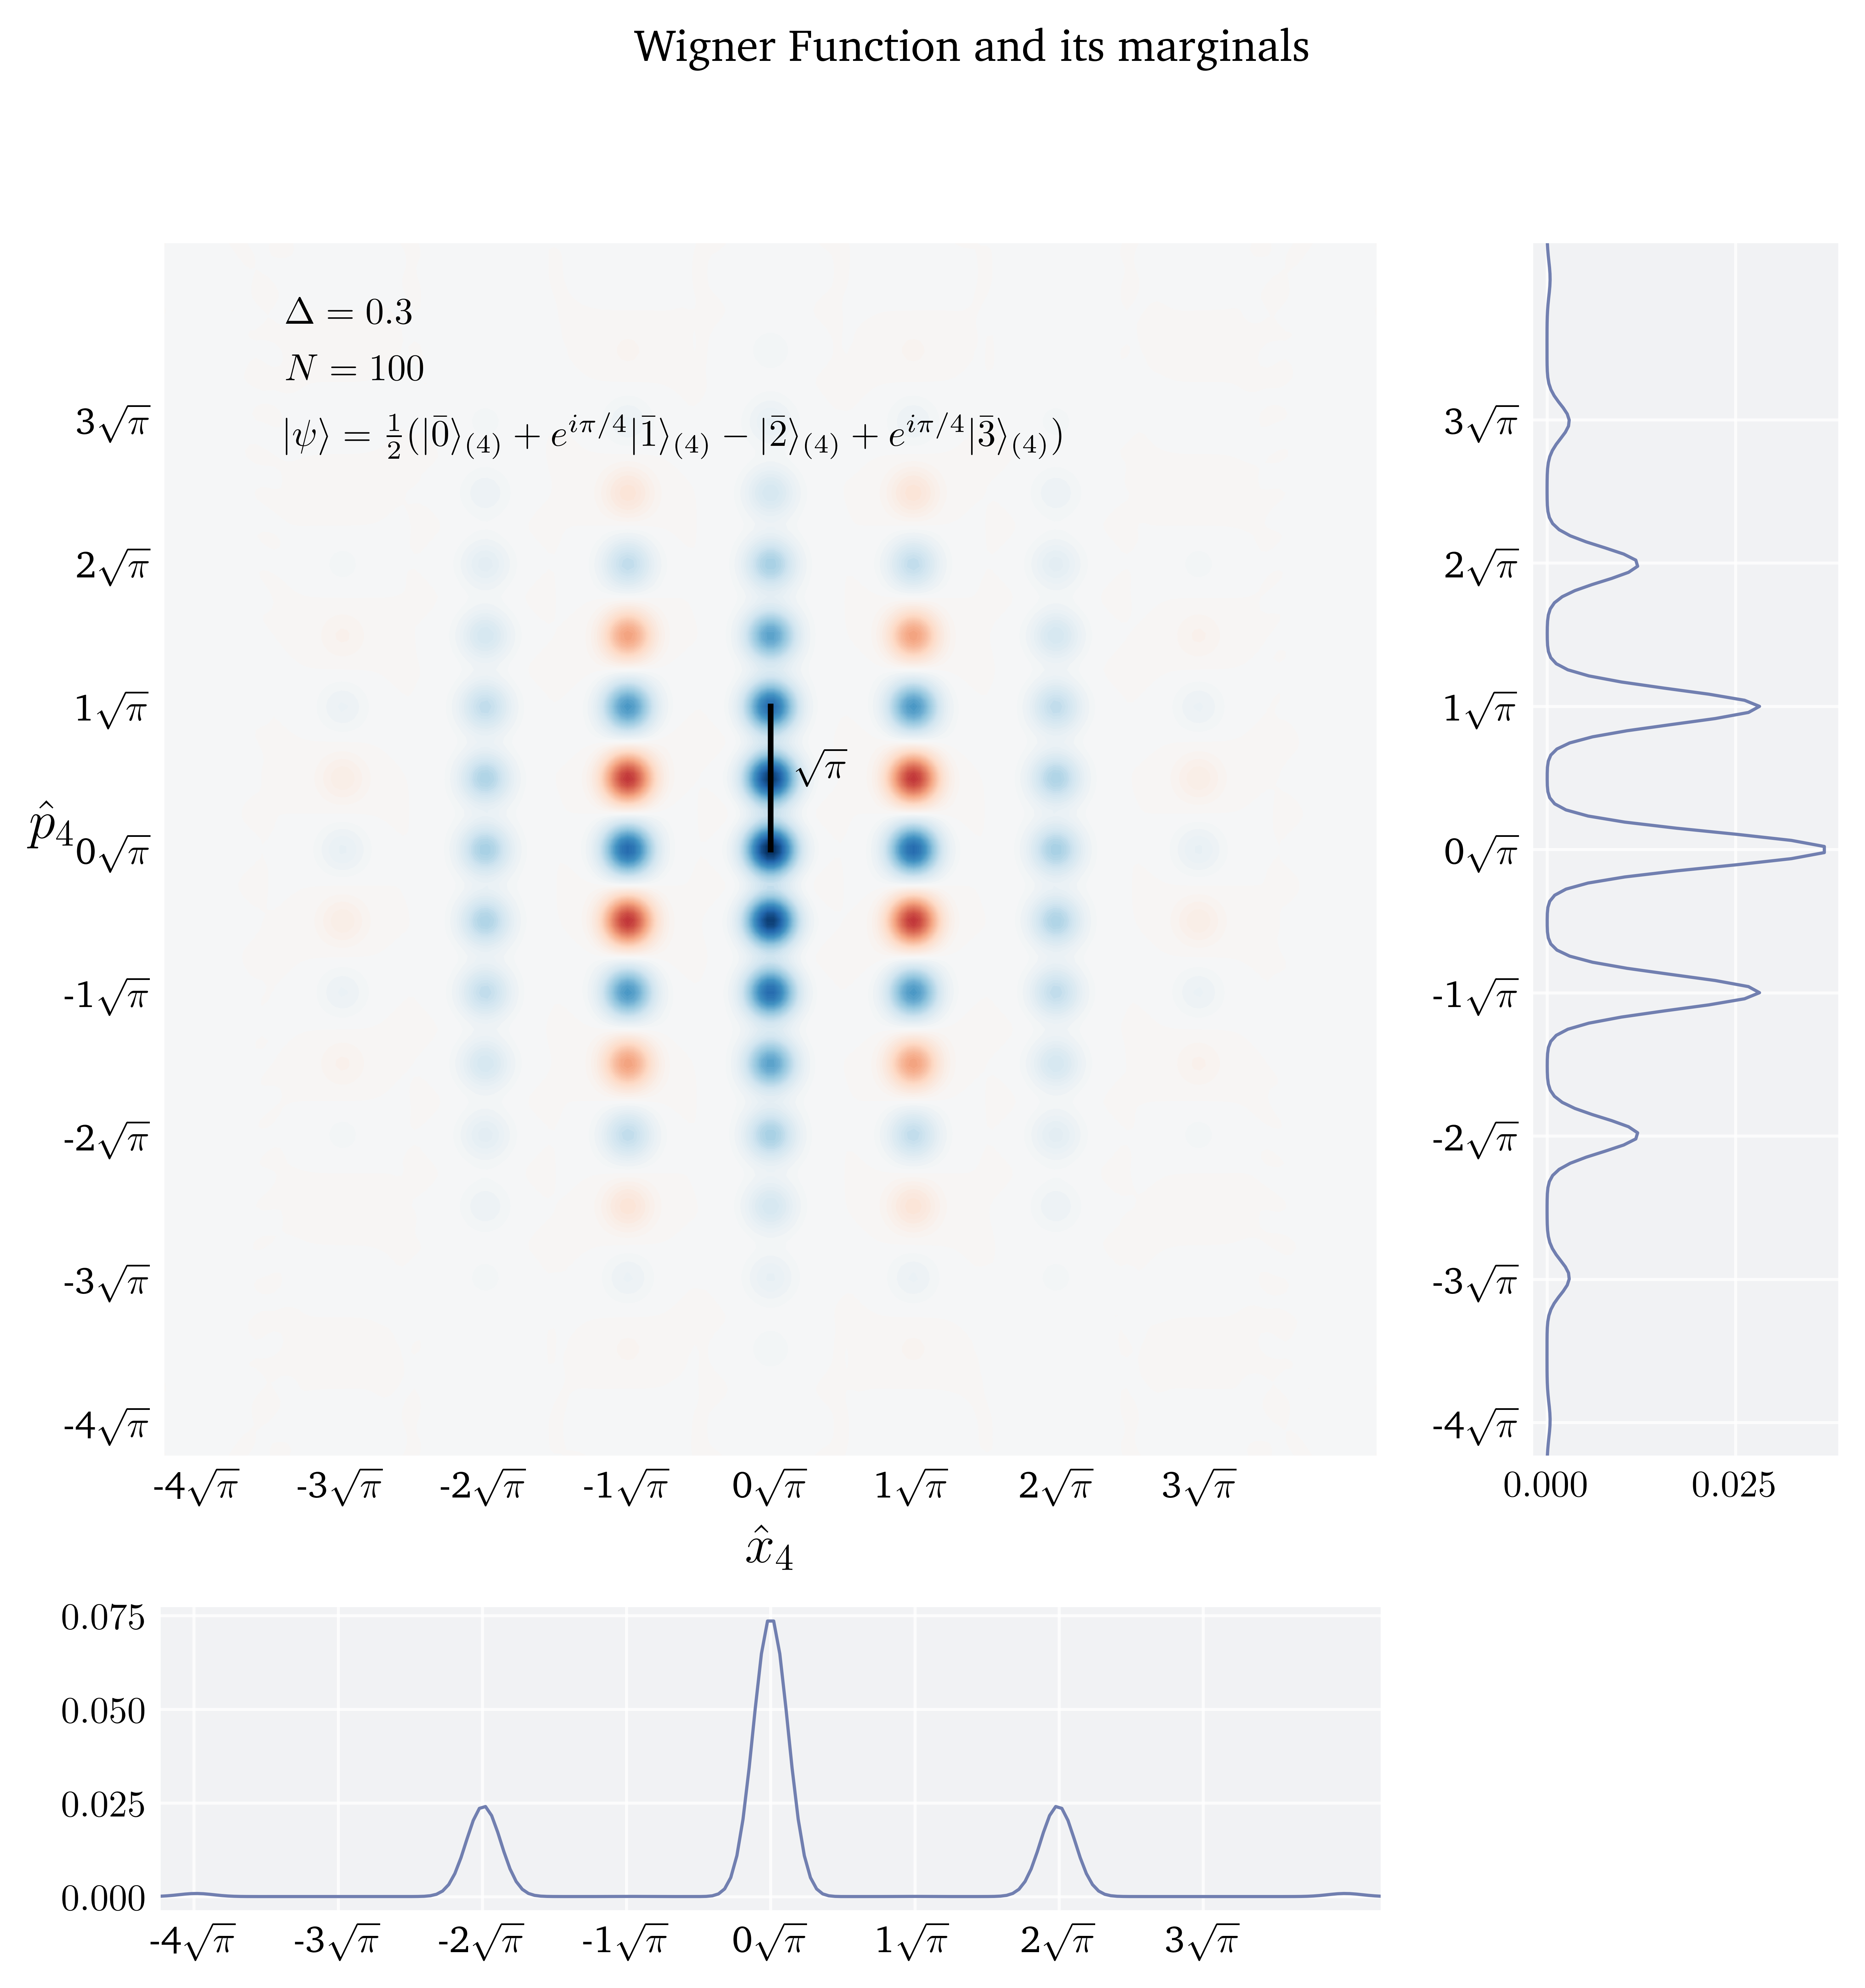 Wigner Function and its marginals
Δ = 0.3
N = 100
|ψ⟩ = ½(|0̄⟩₍₄₎ + e^{iπ/4}|1̄⟩₍₄₎ − |2̄⟩₍₄₎ + e^{iπ/4}|3̄⟩₍₄₎)
3√π
2√π
1√π
0√π
-1√π
-2√π
-3√π
-4√π
p̂₄
√π
-4√π -3√π -2√π -1√π 0√π 1√π 2√π 3√π
x̂₄
3√π
2√π
1√π
0√π
-1√π
-2√π
-3√π
-4√π
0.000 0.025
0.075
0.050
0.025
0.000
-4√π -3√π -2√π -1√π 0√π 1√π 2√π 3√π